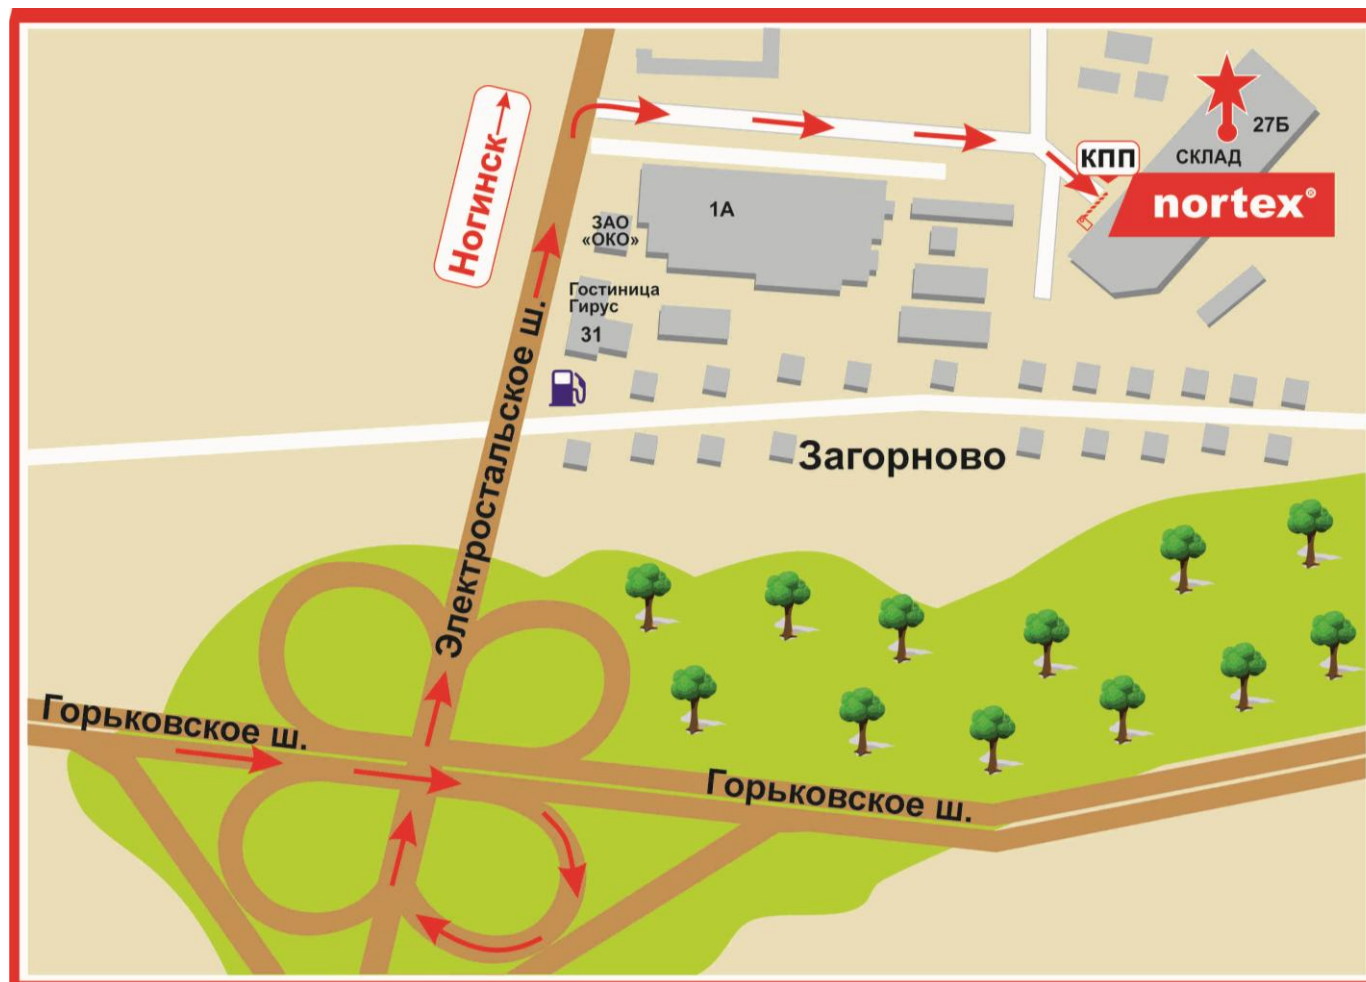 Ногинск
27Б
СКЛАД
КПП
nortex®
1А
ЗАО
«ОКО»
Гостиница
Гирус
31
Электростальское ш.
Загорново
Горьковское ш.
Горьковское ш.